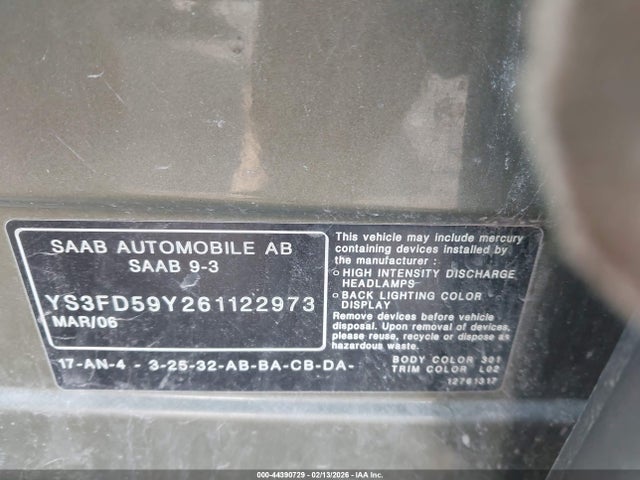 SAAB AUTOMOBILE AB
SAAB 9-3
YS3FD59Y261122973
MAR/06
This vehicle may include mercury
containing devices installed by
the manufacturer :
○ HIGH INTENSITY DISCHARGE
HEADLAMPS
○ BACK LIGHTING COLOR
DISPLAY
Remove devices before vehicle
disposal. Upon removal of devices,
please reuse, recycle or dispose as
hazardous waste.
17-AN-4 - 3-25-32-AB-BA-CB-DA-
BODY COLOR 301
TRIM COLOR L02
12761317
000-44390729 - 02/13/2026 - IAA Inc.